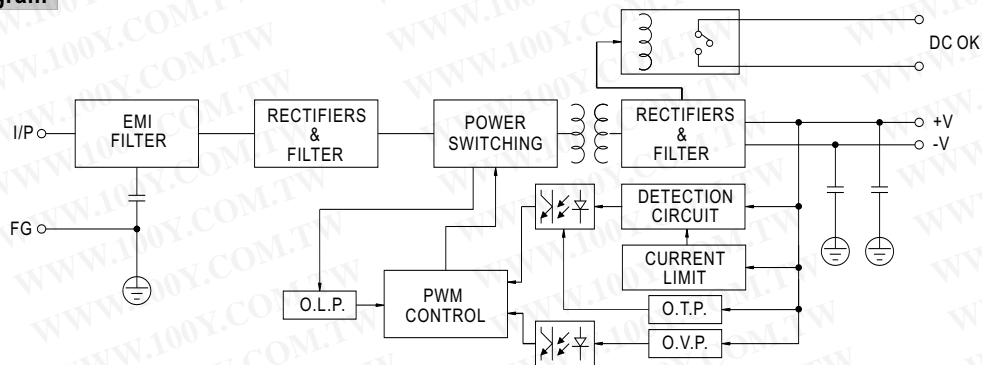 gram
DC OK
I/P
EMI
FILTER
RECTIFIERS
&
FILTER
POWER
SWITCHING
RECTIFIERS
&
FILTER
+V
-V
FG
DETECTION
CIRCUIT
CURRENT
LIMIT
O.L.P.
PWM
CONTROL
O.T.P.
O.V.P.
WWW.100Y.COM.TW